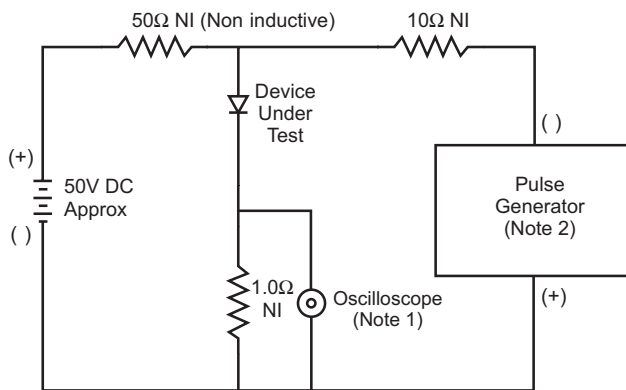 50Ω NI (Non inductive)
10Ω NI
Device
Under
Test
( )
(+)
50V DC
Approx
( )
Pulse
Generator
(Note 2)
1.0Ω
NI
Oscilloscope
(Note 1)
(+)